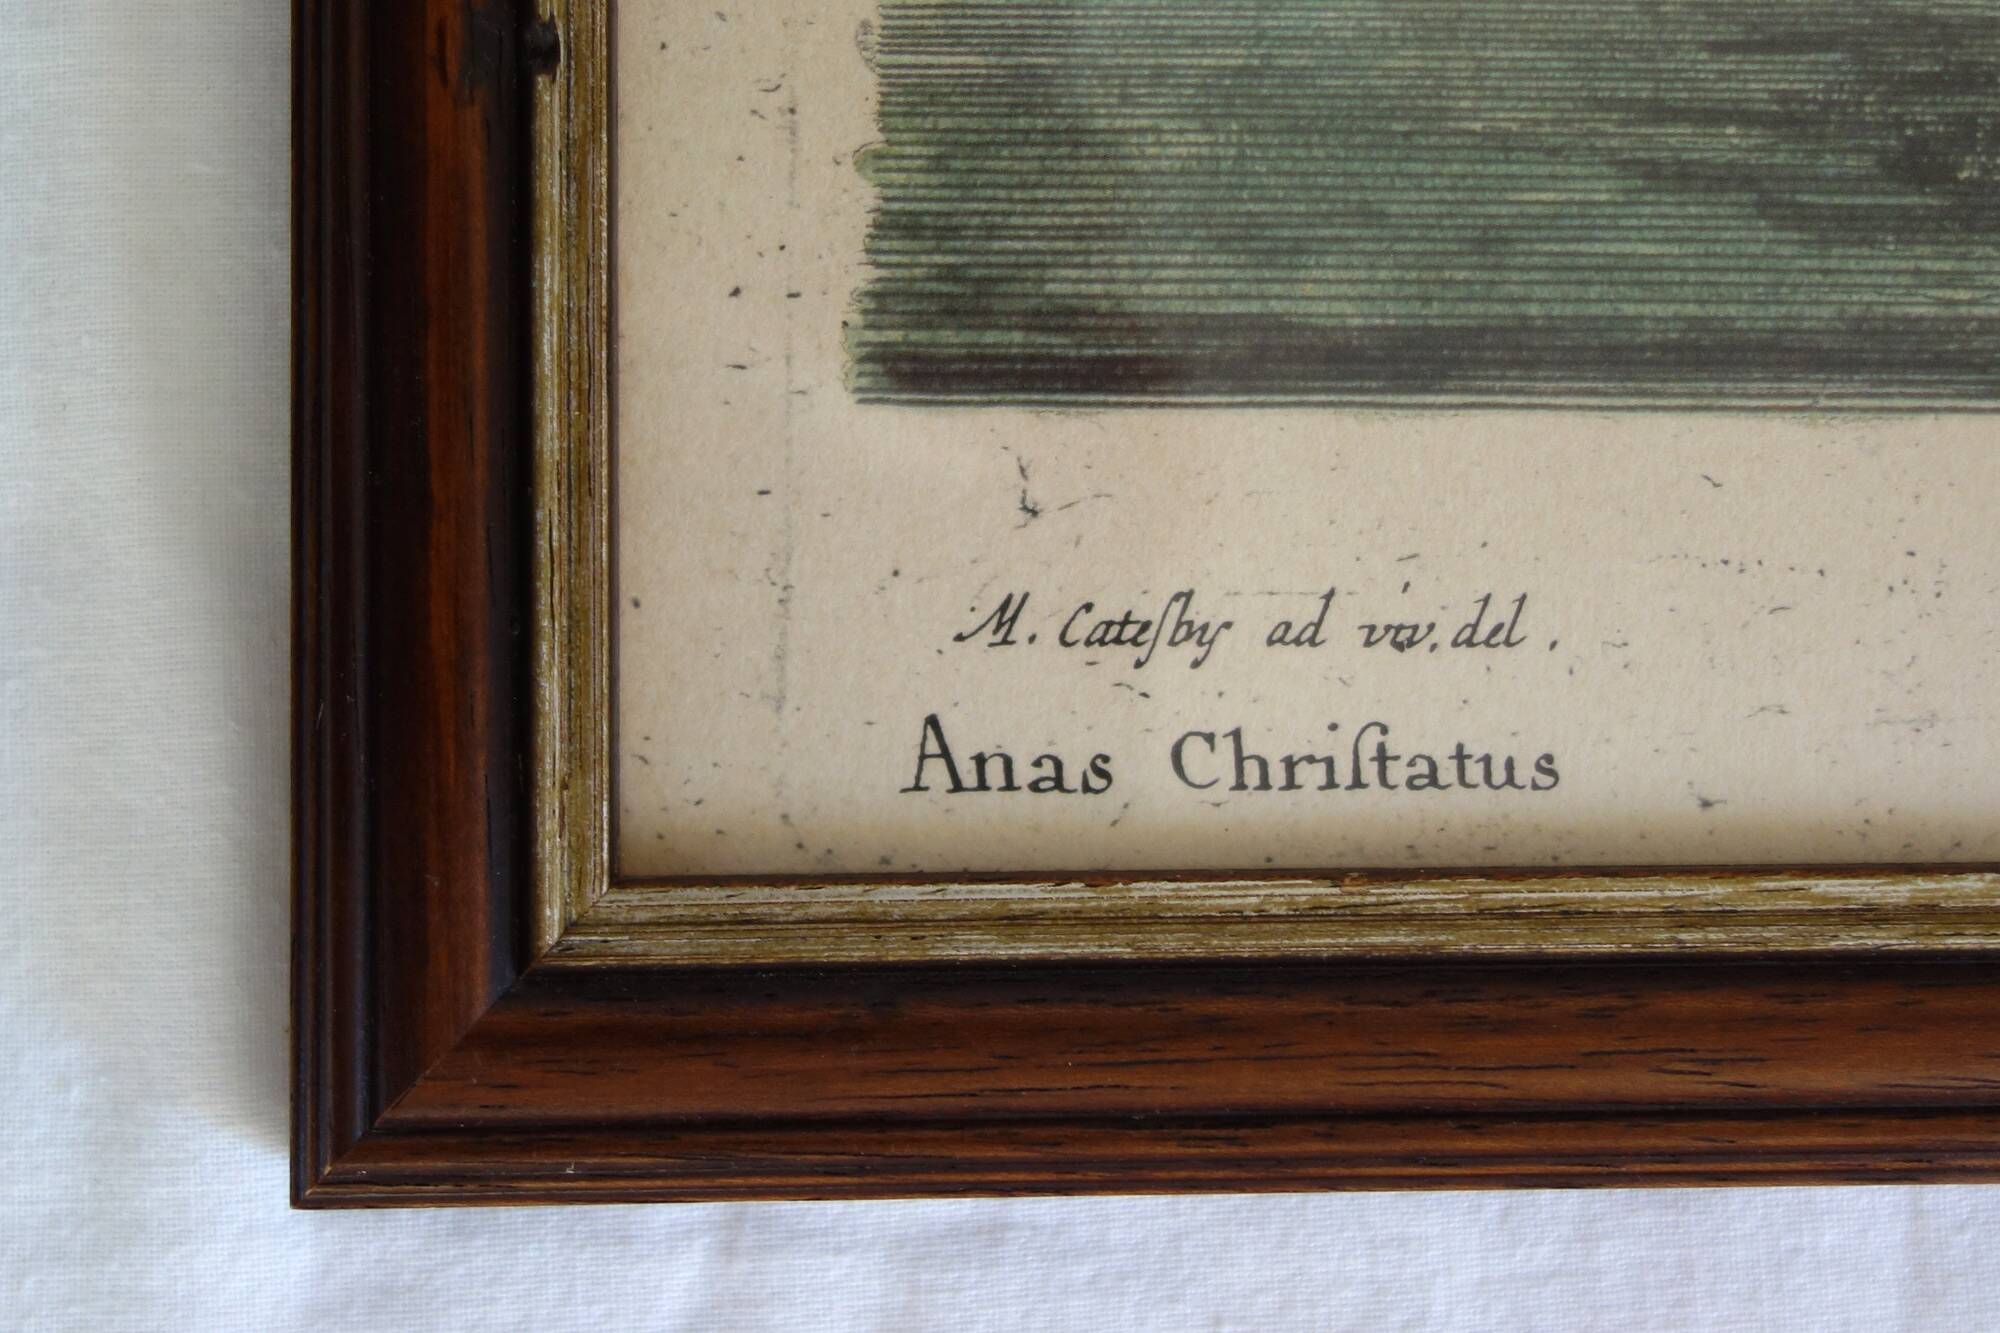 M. Cateſby ad viv. del.
Anas Chriſtatus